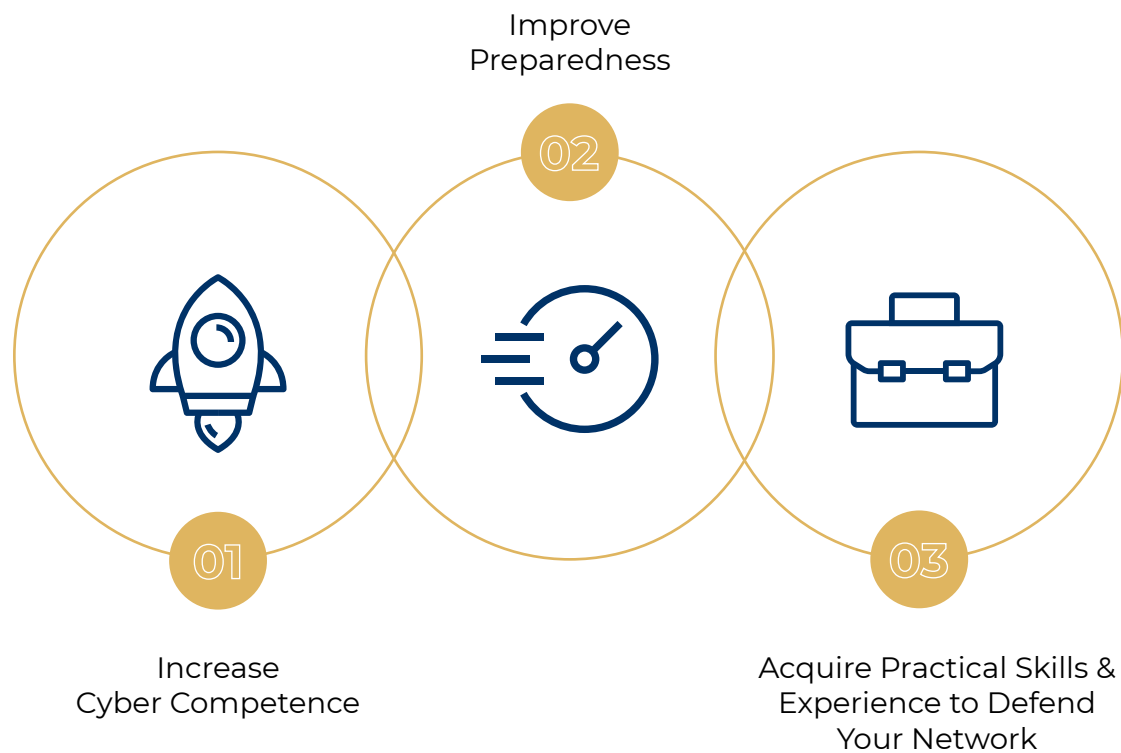 01
Increase
Cyber Competence
Improve
Preparedness
02
03
Acquire Practical Skills &
Experience to Defend
Your Network